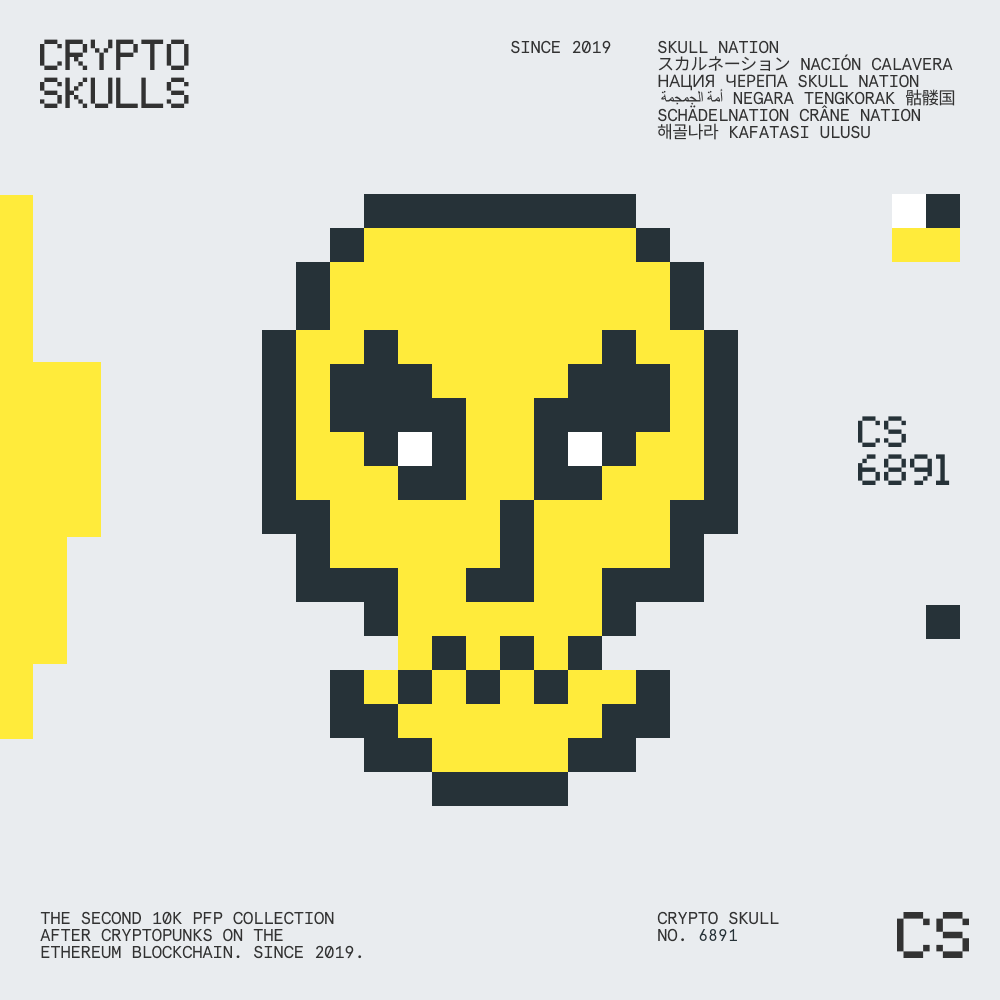 CRYPTO
SKULLS
SINCE 2019
SKULL NATION
スカルネーション NACIÓN CALAVERA
НАЦИЯ ЧЕРЕПА SKULL NATION
أمة الجمجمة NEGARA TENGKORAK 骷髅国
SCHÄDELNATION CRÂNE NATION
해골나라 KAFATASI ULUSU
CS
6891
THE SECOND 10K PFP COLLECTION
AFTER CRYPTOPUNKS ON THE
ETHEREUM BLOCKCHAIN. SINCE 2019.
CRYPTO SKULL
NO. 6891
CS